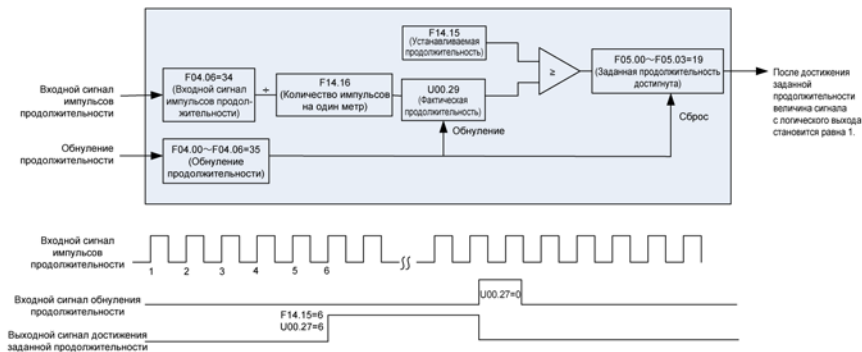 F14.15
(Устанавливаемая
продолжительность)
Входной сигнал
импульсов
продолжительности
F04.06=34
(Входной сигнал
импульсов продол-
жительности)
÷
F14.16
(Количество импульсов
на один метр)
U00.29
(Фактическая
продолжительность)
≥
F05.00～F05.03=19
(Заданная продолжительность
достигнута)
После достижения
заданной
продолжительности
величина сигнала
с логического выхода
становится равна 1.
Обнуление
Сброс
Обнуление
продолжительности
F04.00～F04.06=35
(Обнуление
продолжительности)
Входной сигнал
импульсов
продолжительности
1 2 3 4 5 6
Входной сигнал обнуления
продолжительности
U00.27=0
F14.15=6
U00.27=6
Выходной сигнал достижения
заданной продолжительности